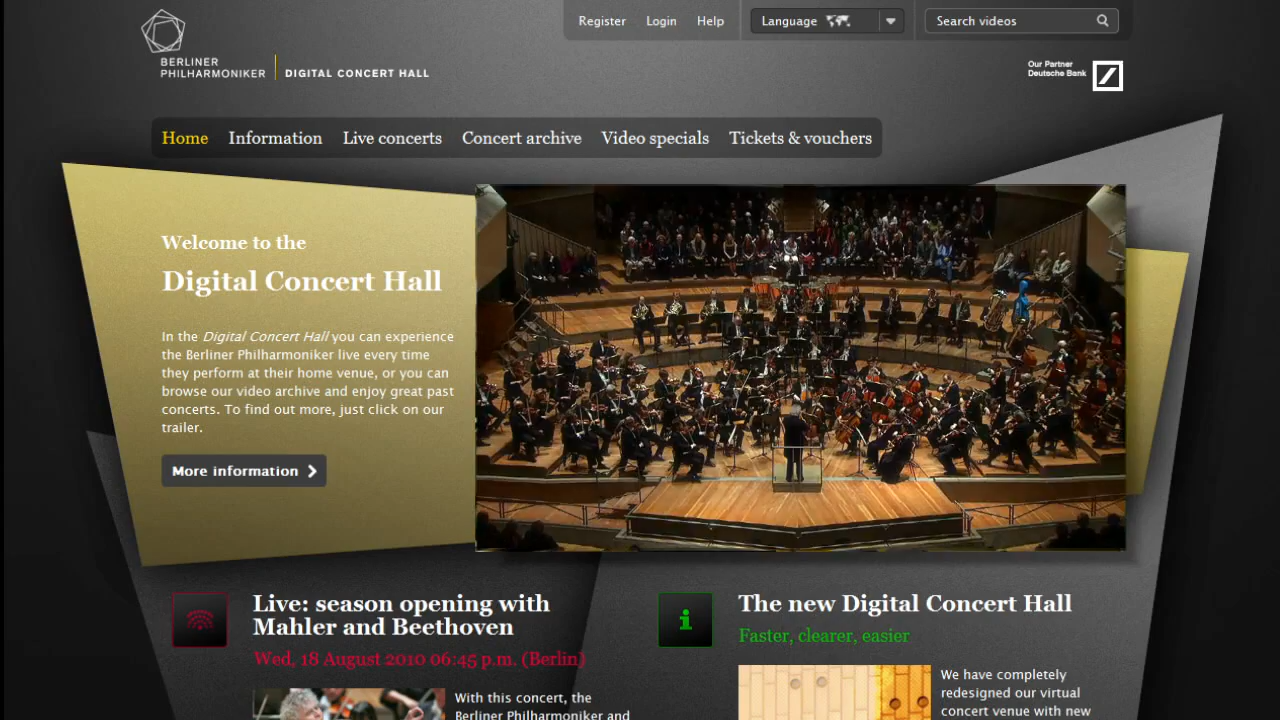 Register Login Help Language Search videos
BERLINER
PHILHARMONIKER DIGITAL CONCERT HALL
Our Partner
Deutsche Bank
Home Information Live concerts Concert archive Video specials Tickets & vouchers
Welcome to the
Digital Concert Hall
In the Digital Concert Hall you can experience
the Berliner Philharmoniker live every time
they perform at their home venue, or you can
browse our video archive and enjoy great past
concerts. To find out more, just click on our
trailer.
More information
Live: season opening with
Mahler and Beethoven
Wed, 18 August 2010 06:45 p.m. (Berlin)
With this concert, the
Berliner Philharmoniker and
The new Digital Concert Hall
Faster, clearer, easier
We have completely
redesigned our virtual
concert venue with new